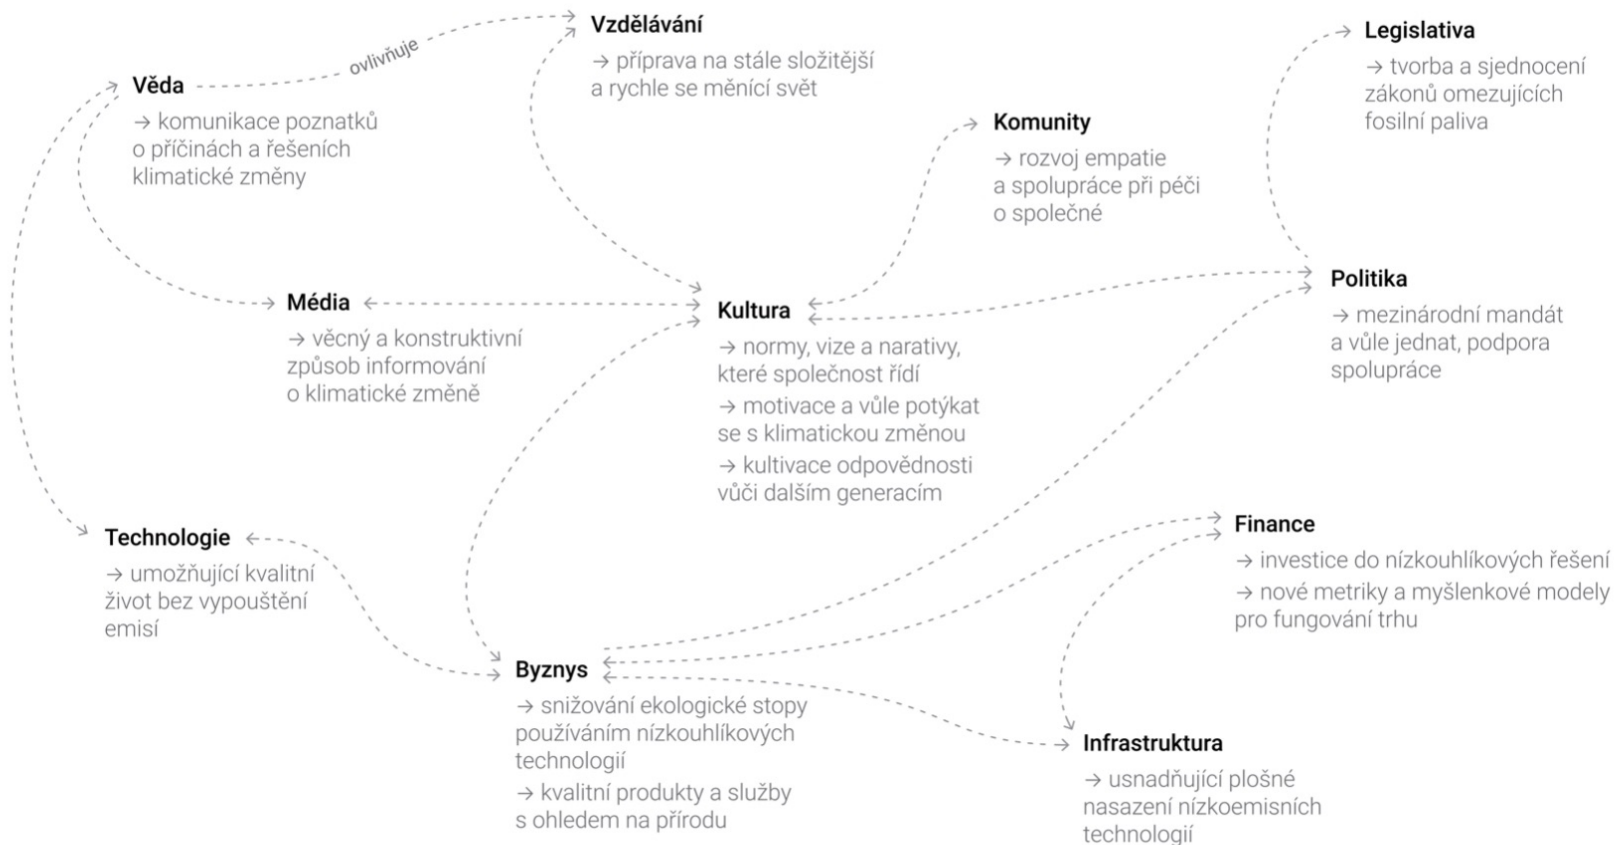 Vzdělávání
→ příprava na stále složitější
a rychle se měnící svět
Legislativa
→ tvorba a sjednocení
zákonů omezujících
fosilní paliva
ovlivňuje
Věda
→ komunikace poznatků
o příčinách a řešeních
klimatické změny
Komunity
→ rozvoj empatie
a spolupráce při péči
o společné
Politika
→ mezinárodní mandát
a vůle jednat, podpora
spolupráce
Média
→ věcný a konstruktivní
způsob informování
o klimatické změně
Kultura
→ normy, vize a narativy,
které společnost řídí
→ motivace a vůle potýkat
se s klimatickou změnou
→ kultivace odpovědnosti
vůči dalším generacím
Technologie
→ umožňující kvalitní
život bez vypouštění
emisí
Finance
→ investice do nízkouhlíkových řešení
→ nové metriky a myšlenkové modely
pro fungování trhu
Byznys
→ snižování ekologické stopy
používáním nízkouhlíkových
technologií
→ kvalitní produkty a služby
s ohledem na přírodu
Infrastruktura
→ usnadňující plošné
nasazení nízkoemisních
technologií